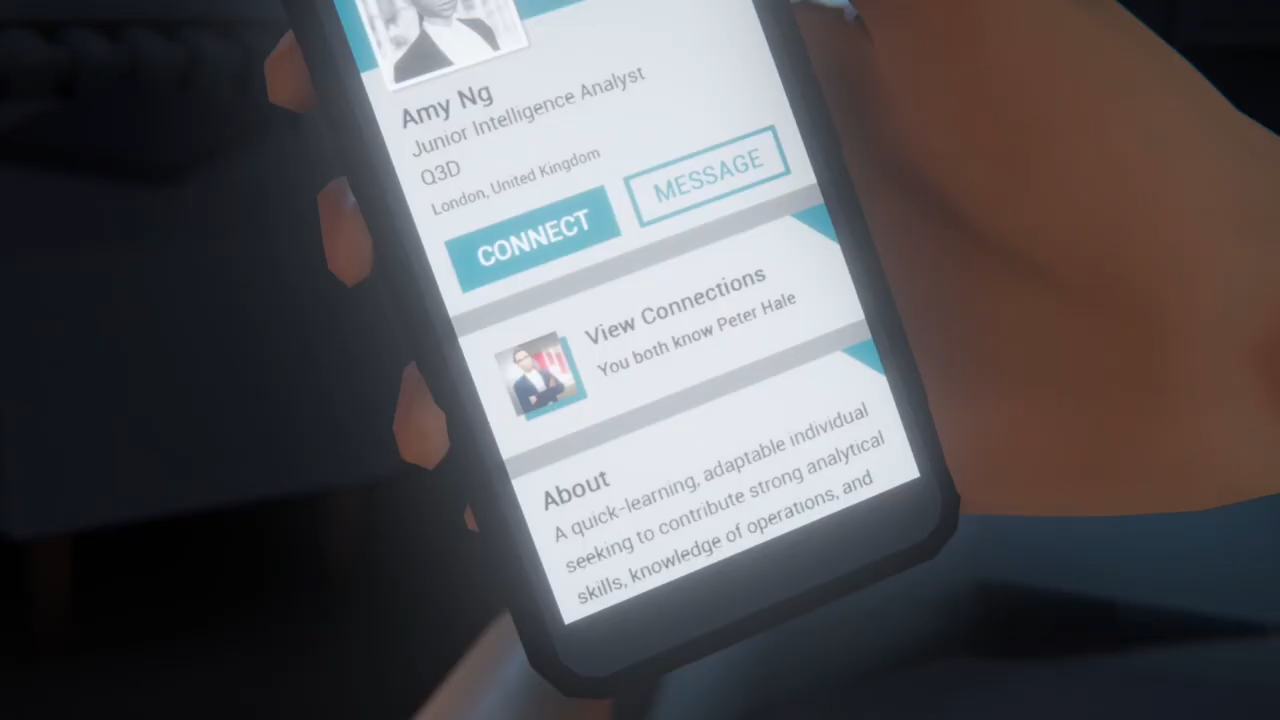 Amy Ng
Junior Intelligence Analyst
Q3D
London, United Kingdom
CONNECT
MESSAGE
View Connections
You both know Peter Hale
About
A quick-learning, adaptable individual
seeking to contribute strong analytical
skills, knowledge of operations, and